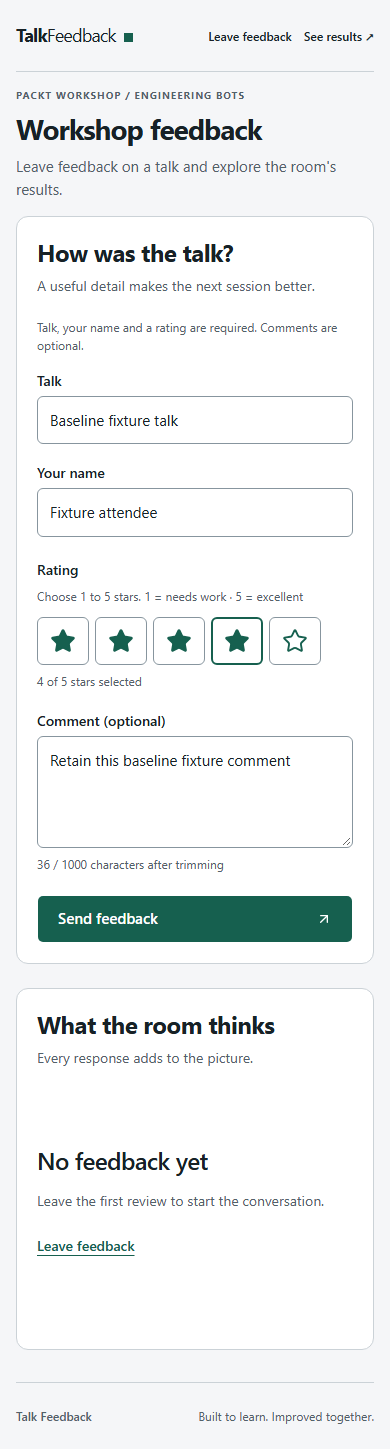 TalkFeedback
Leave feedback See results ↗
PACKT WORKSHOP / ENGINEERING BOTS
Workshop feedback
Leave feedback on a talk and explore the room's
results.
How was the talk?
A useful detail makes the next session better.
Talk, your name and a rating are required. Comments are
optional.
Talk
Baseline fixture talk
Your name
Fixture attendee
Rating
Choose 1 to 5 stars. 1 = needs work · 5 = excellent
4 of 5 stars selected
Comment (optional)
Retain this baseline fixture comment
36 / 1000 characters after trimming
Send feedback
What the room thinks
Every response adds to the picture.
No feedback yet
Leave the first review to start the conversation.
Leave feedback
Talk Feedback
Built to learn. Improved together.